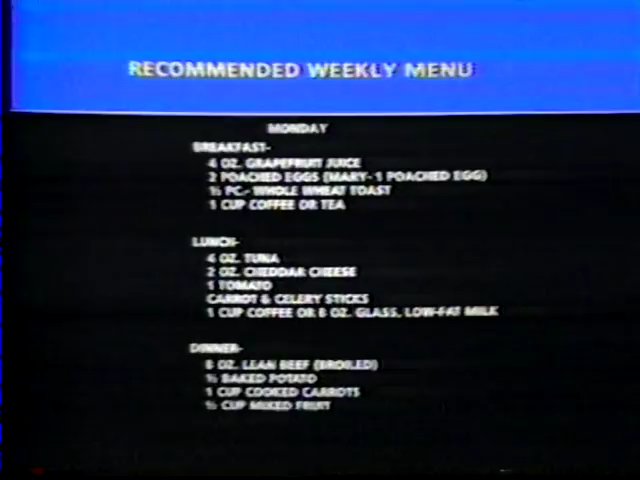 RECOMMENDED WEEKLY MENU
MONDAY
BREAKFAST-
4 OZ. GRAPEFRUIT JUICE
2 POACHED EGGS (MARY- 1 POACHED EGG)
½ PC.- WHOLE WHEAT TOAST
1 CUP COFFEE OR TEA
LUNCH-
4 OZ. TUNA
2 OZ. CHEDDAR CHEESE
1 TOMATO
CARROT & CELERY STICKS
1 CUP COFFEE OR 8 OZ. GLASS, LOW-FAT MILK
DINNER-
8 OZ. LEAN BEEF (BROILED)
½ BAKED POTATO
1 CUP COOKED CARROTS
½ CUP MIXED FRUIT